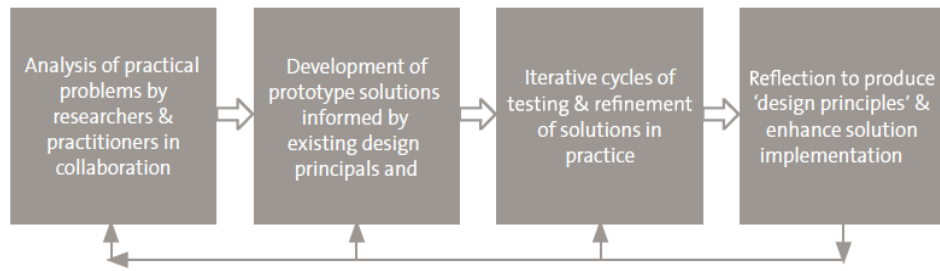 Analysis of practical
problems by
researchers &
practitioners in
collaboration
Development of
prototype solutions
informed by
existing design
principals and
Iterative cycles of
testing & refinement
of solutions in
practice
Reflection to produce
‘design principles’ &
enhance solution
implementation